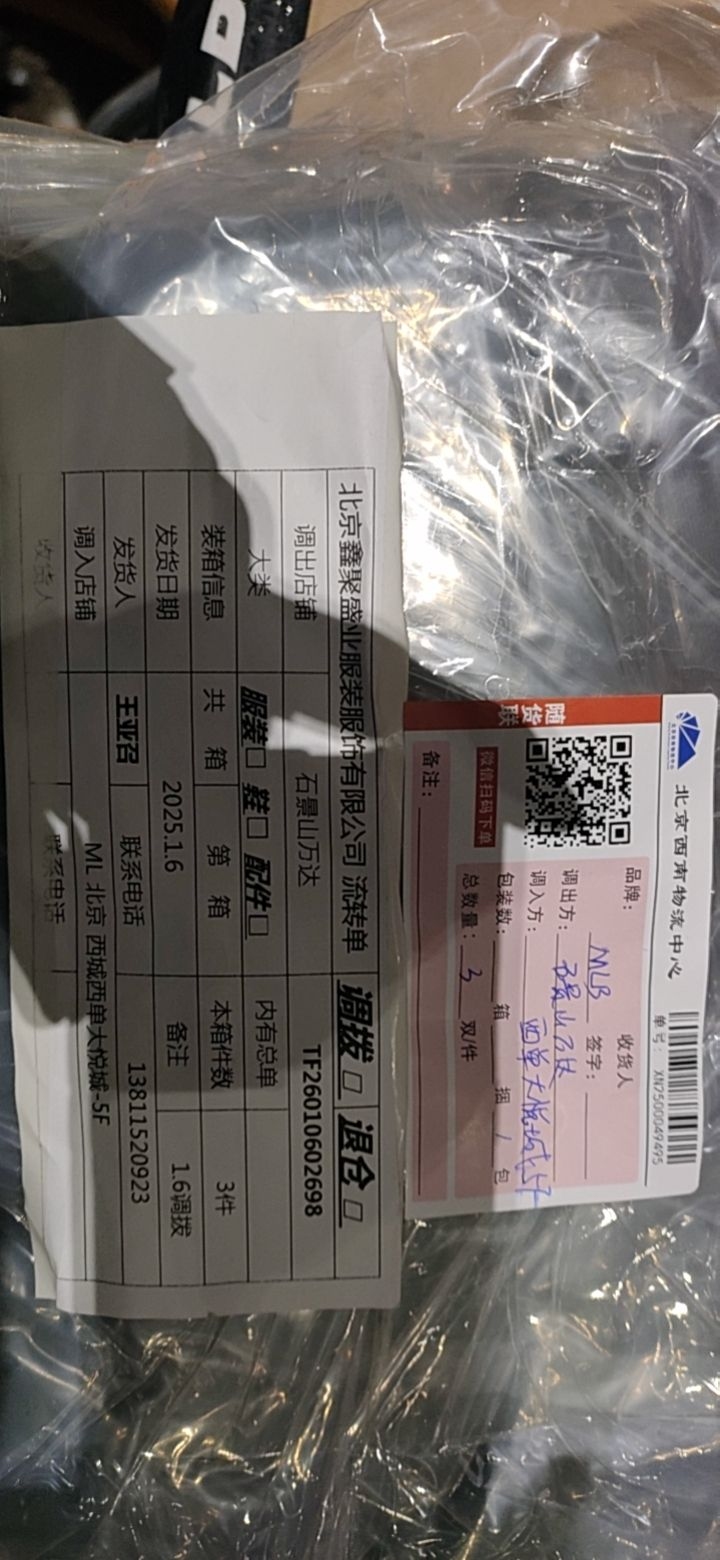 北京西南物流中心
单号: XN7500049495
品牌: MLB 收货人
签字:
调出方: 石景山万达
调入方: 西单大悦城5F
包装数: 箱 捆 1 包
总数量: 3 双/件
备注:
微信扫码下单
随货联
北京鑫聚盛业服装服饰有限公司 流转单 调拨□ 退仓□
调出店铺 石景山万达 TF26010602698
大类 服装□ 鞋□ 配件□ 内有总单
装箱信息 共 箱 第 箱 本箱件数 3件
发货日期 2025.1.6 备注 1.6调拨
发货人 王亚召 联系电话 13811520923
调入店铺 ML 北京 西城西单大悦城-5F
收货人 联系电话